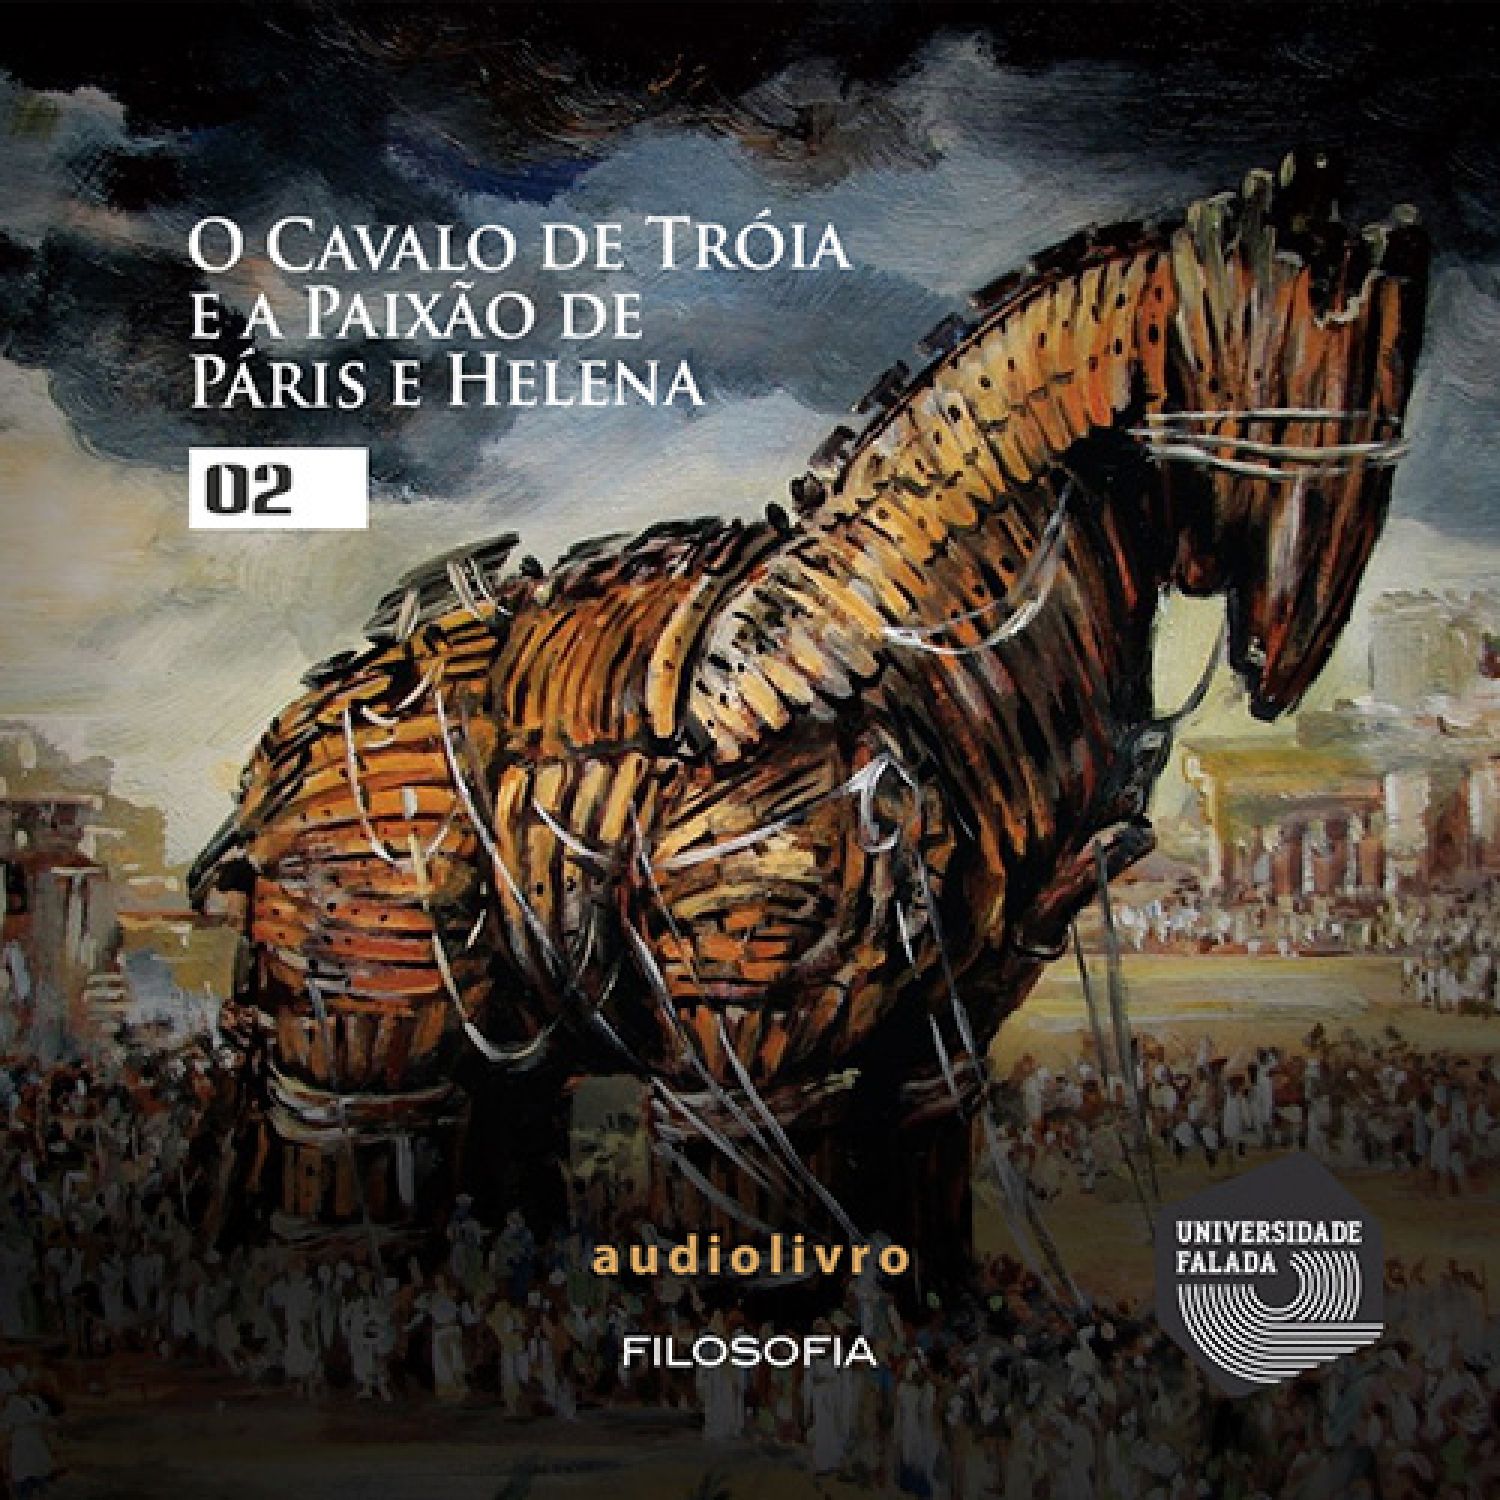 O CAVALO DE TRÓIA
E A PAIXÃO DE
PÁRIS E HELENA
02
audiolivro
FILOSOFIA
UNIVERSIDADE
FALADA